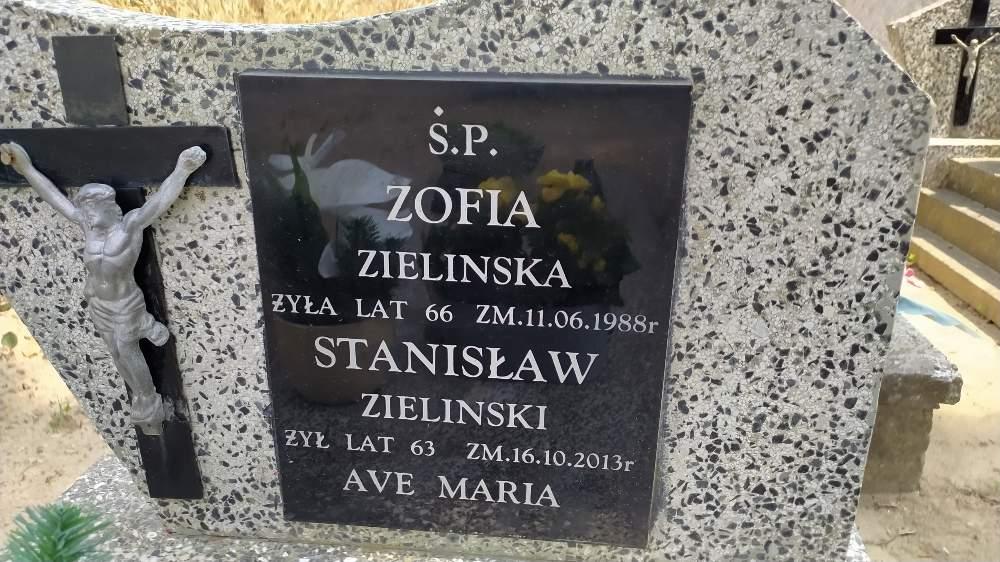 Ś.P.
ZOFIA
ZIELINSKA
ŻYŁA LAT 66 ZM.11.06.1988r
STANISŁAW
ZIELINSKI
ŻYŁ LAT 63 ZM.16.10.2013r
AVE MARIA